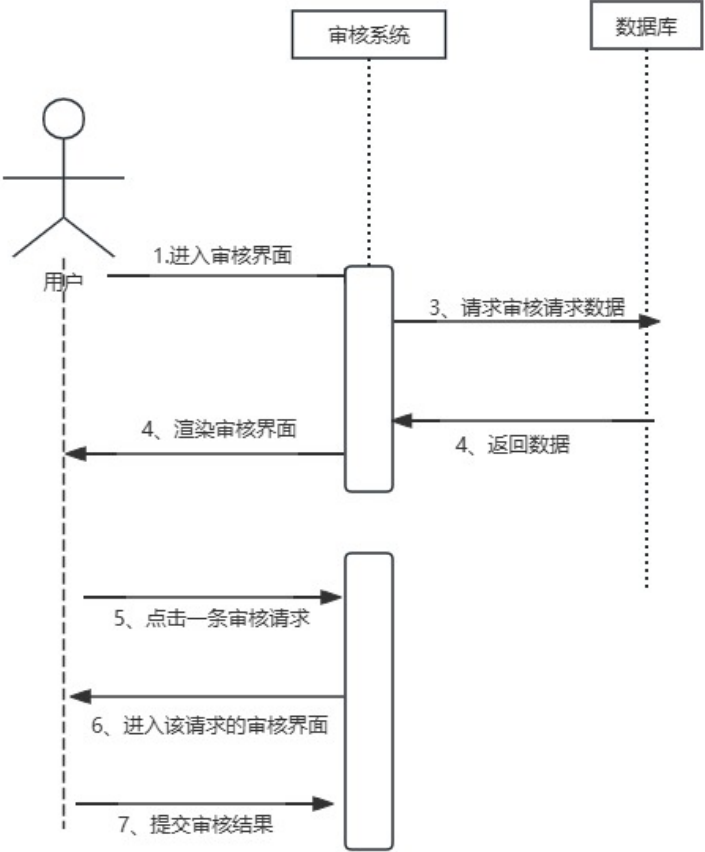 审核系统
数据库
用户
1.进入审核界面
3、请求审核请求数据
4、渲染审核界面
4、返回数据
5、点击一条审核请求
6、进入该请求的审核界面
7、提交审核结果